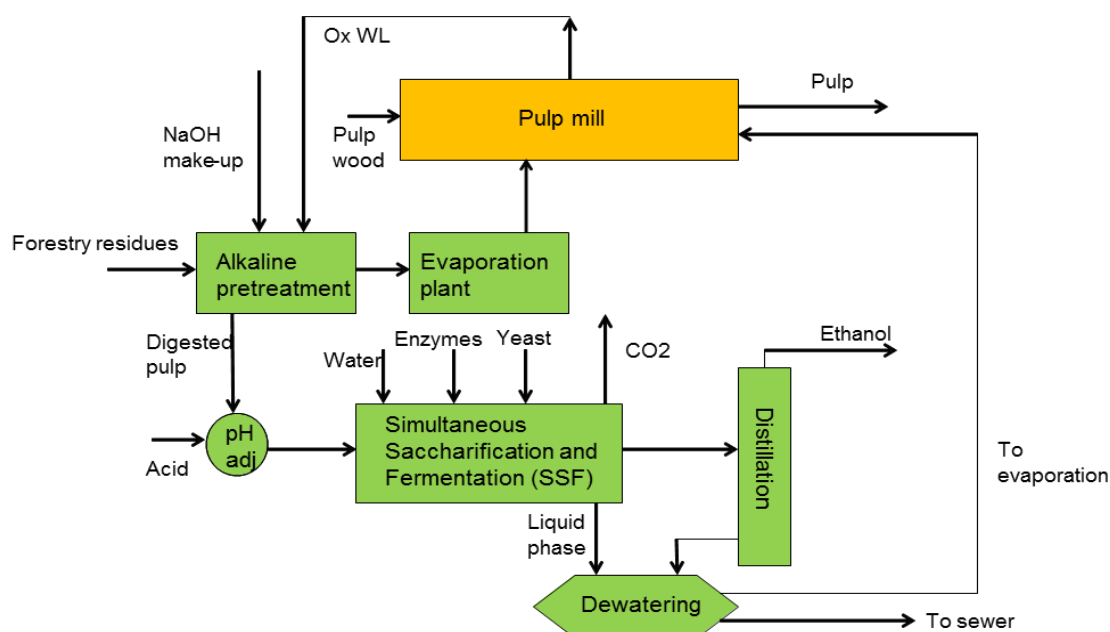 Ox WL
Pulp mill
Pulp
NaOH
make-up
Pulp
wood
Forestry residues
Alkaline
pretreatment
Evaporation
plant
Digested
pulp
Water
Enzymes
Yeast
CO2
Ethanol
pH
adj
Acid
Simultaneous
Saccharification and
Fermentation (SSF)
Distillation
To
evaporation
Liquid
phase
Dewatering
To sewer